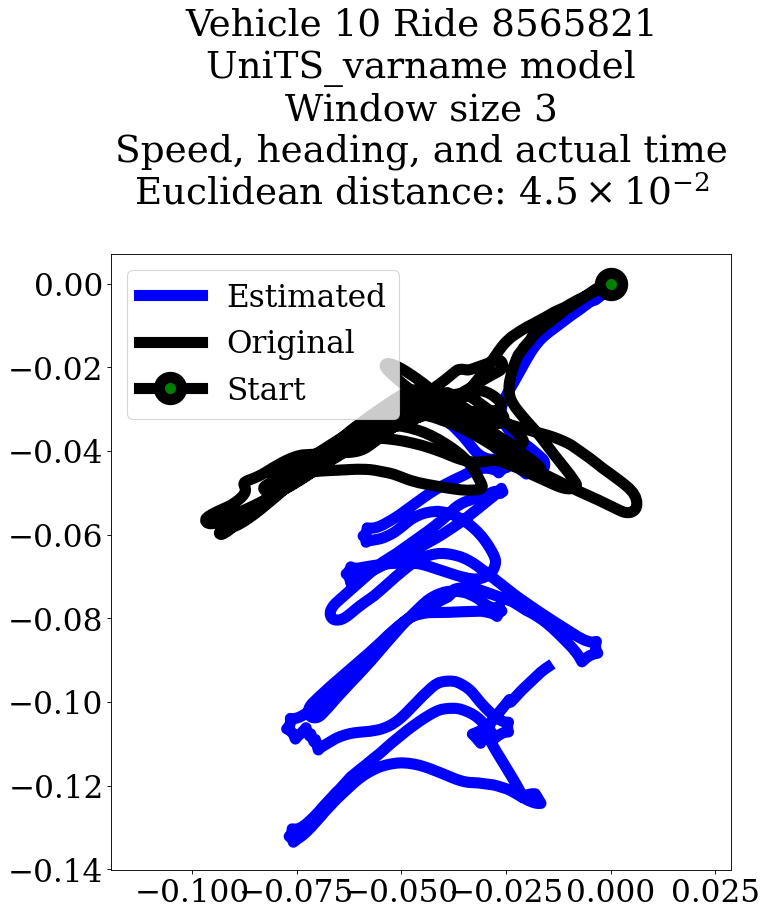 Vehicle 10 Ride 8565821
UniTS_varname model
Window size 3
Speed, heading, and actual time
Euclidean distance: 4.5 × 10⁻²
Estimated
Original
Start
0.00
−0.02
−0.04
−0.06
−0.08
−0.10
−0.12
−0.14
−0.100 −0.075 −0.050 −0.025 0.000 0.025